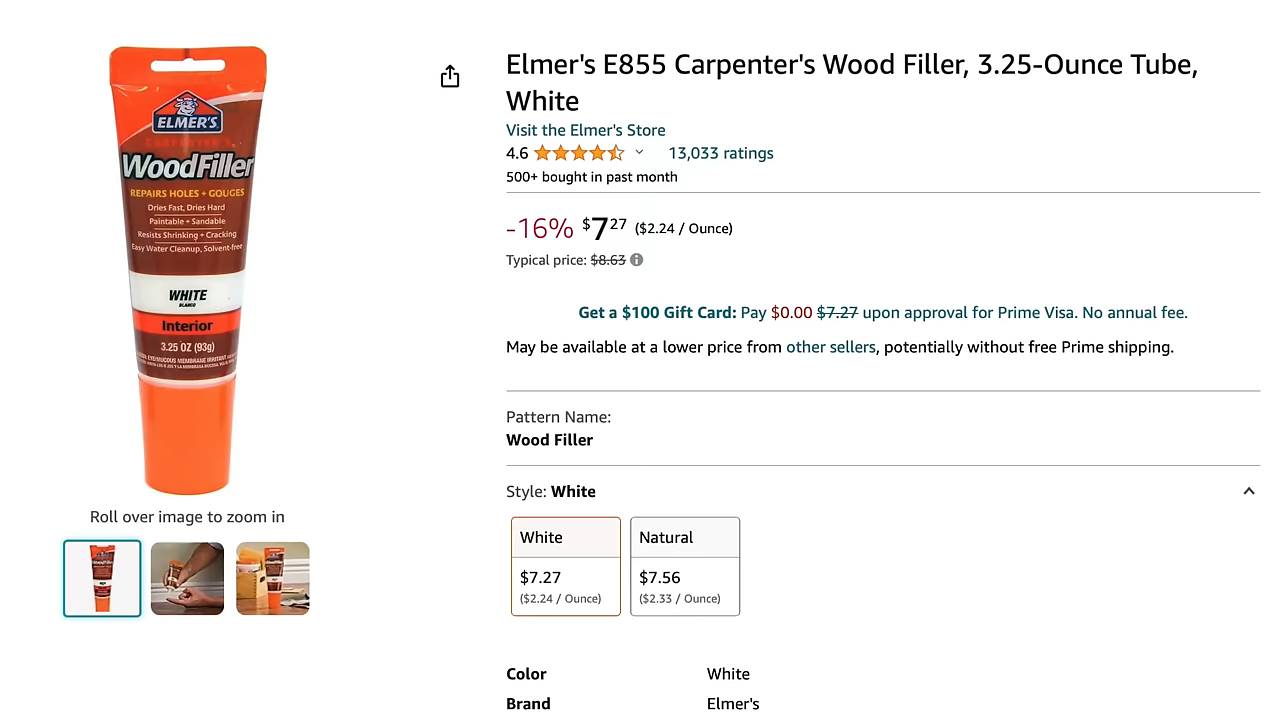 ELMER'S
CARPENTER'S
WoodFiller
REPAIRS HOLES + GOUGES
Dries Fast, Dries Hard
Paintable + Sandable
Resists Shrinking + Cracking
Easy Water Cleanup, Solvent-free
WHITE
BLANCO
Interior
3.25 OZ (93g)
EYE/MUCOUS MEMBRANE IRRITANT
Roll over image to zoom in
Elmer's E855 Carpenter's Wood Filler, 3.25-Ounce Tube,
White
Visit the Elmer's Store
4.6 13,033 ratings
500+ bought in past month
-16% $7 27 ($2.24 / Ounce)
Typical price: $8.63
Get a $100 Gift Card: Pay $0.00 $7.27 upon approval for Prime Visa. No annual fee.
May be available at a lower price from other sellers, potentially without free Prime shipping.
Pattern Name:
Wood Filler
Style: White
White Natural
$7.27 $7.56
($2.24 / Ounce) ($2.33 / Ounce)
Color White
Brand Elmer's